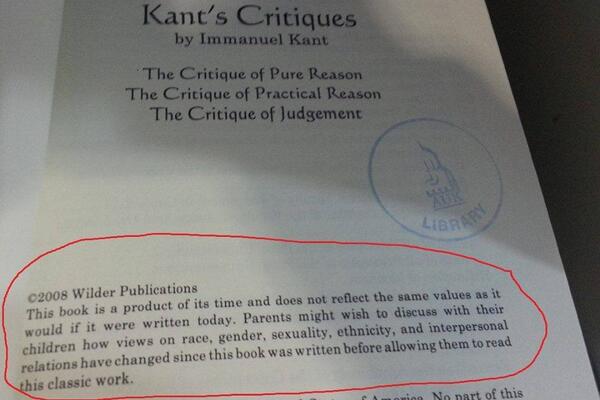 Kant's Critiques
by Immanuel Kant
The Critique of Pure Reason
The Critique of Practical Reason
The Critique of Judgement
LIBRARY
©2008 Wilder Publications
This book is a product of its time and does not reflect the same values as it
would if it were written today. Parents might wish to discuss with their
children how views on race, gender, sexuality, ethnicity, and interpersonal
relations have changed since this book was written before allowing them to read
this classic work.
of America. No part of this